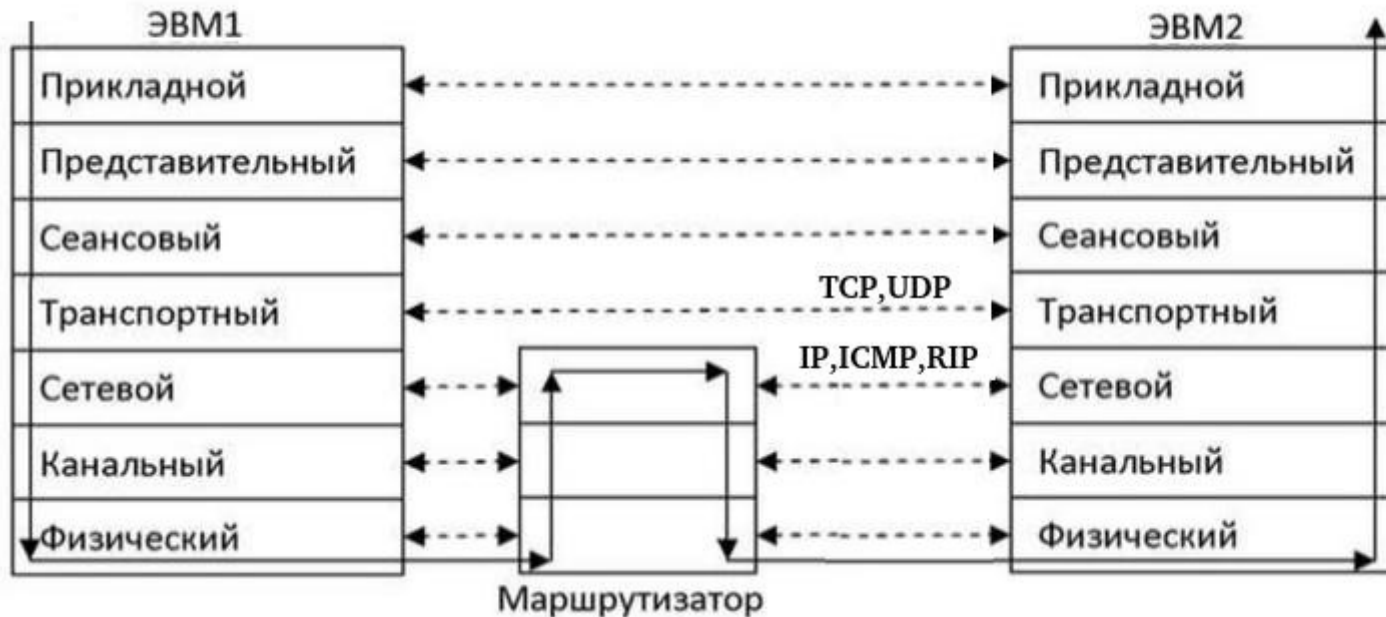 ЭВМ1
ЭВМ2
Прикладной
Прикладной
Представительный
Представительный
Сеансовый
Сеансовый
TCP,UDP
Транспортный
Транспортный
IP,ICMP,RIP
Сетевой
Сетевой
Канальный
Канальный
Физический
Физический
Маршрутизатор